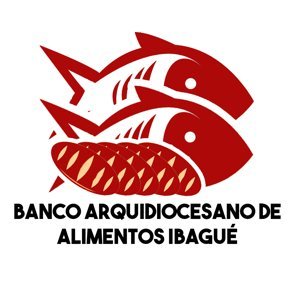 BANCO ARQUIDIOCESANO DE
ALIMENTOS IBAGUÉ